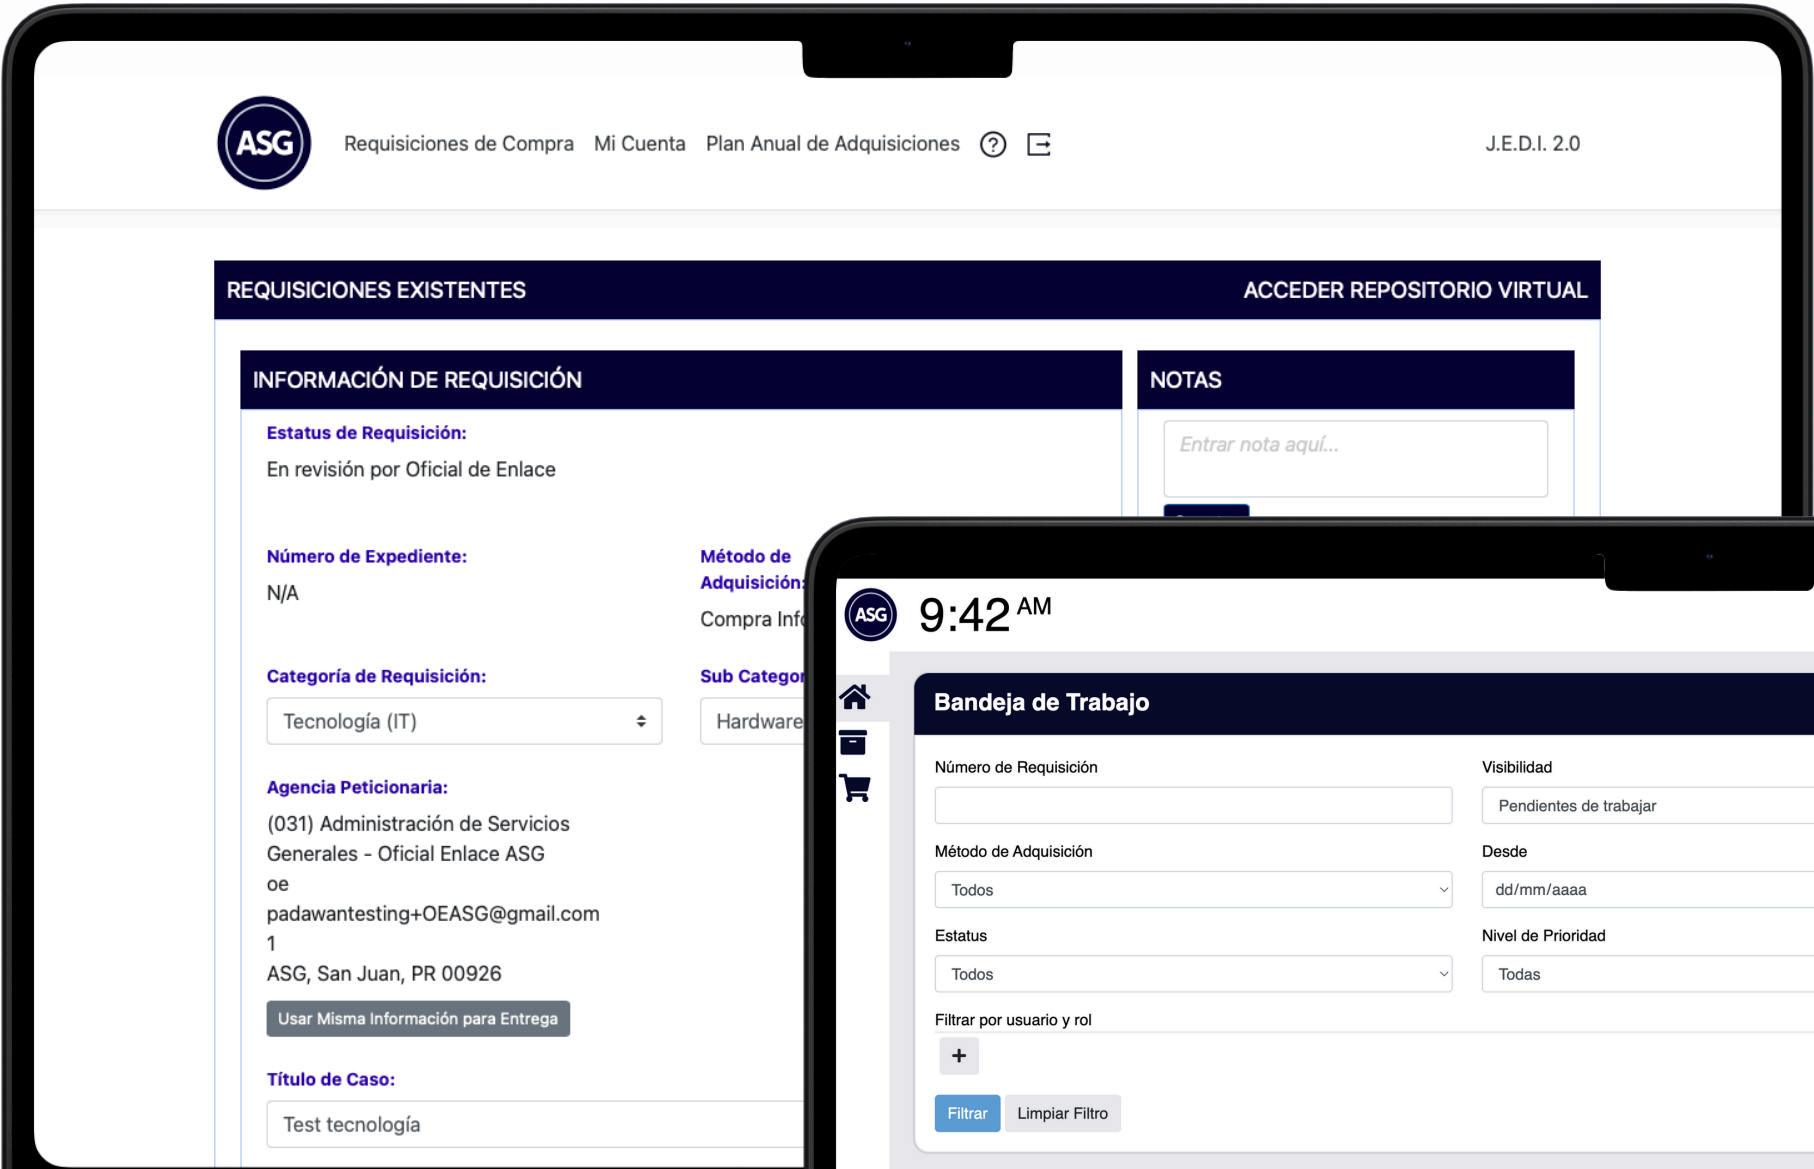 ASG
Requisiciones de Compra Mi Cuenta Plan Anual de Adquisiciones
J.E.D.I. 2.0
REQUISICIONES EXISTENTES
ACCEDER REPOSITORIO VIRTUAL
INFORMACIÓN DE REQUISICIÓN
Estatus de Requisición:
En revisión por Oficial de Enlace
Número de Expediente:
N/A
Método de
Adquisición:
Compra
Categoría de Requisición:
Tecnología (IT)
Sub
Hardware
Agencia Peticionaria:
(031) Administración de Servicios
Generales - Oficial Enlace ASG
oe
padawantesting+OEASG@gmail.com
1
ASG, San Juan, PR 00926
Usar Misma Información para Entrega
Título de Caso:
Test tecnología
NOTAS
Entrar nota aquí...
ASG
9:42 AM
Bandeja de Trabajo
Número de Requisición
Visibilidad
Pendientes de trabajar
Método de Adquisición
Todos
Desde
dd/mm/aaaa
Estatus
Todos
Nivel de Prioridad
Todas
Filtrar por usuario y rol
+
Filtrar
Limpiar Filtro